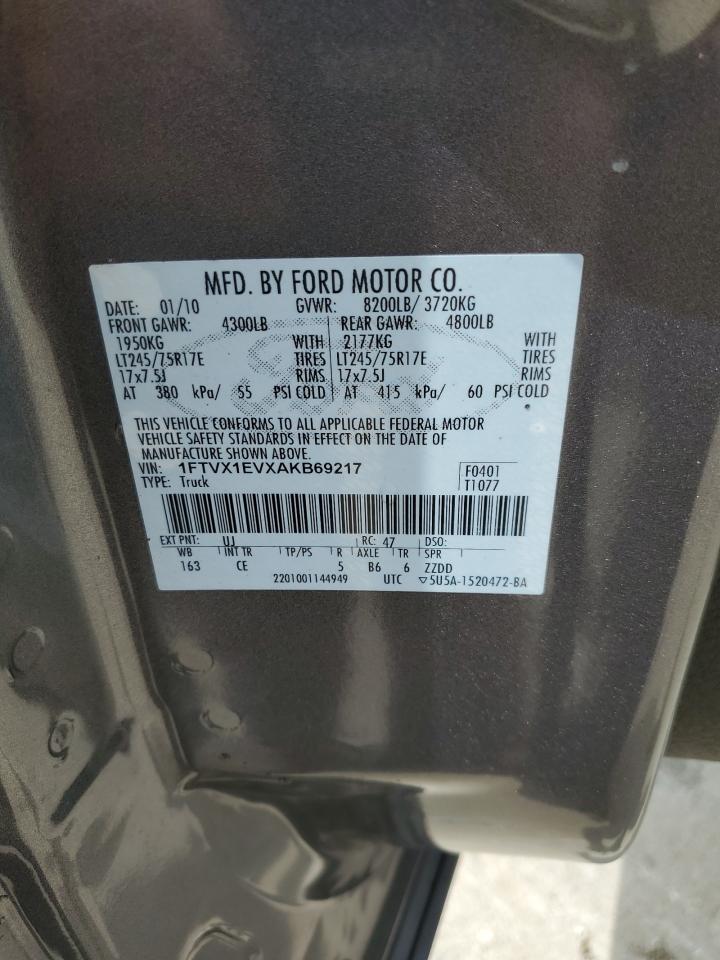 MFD. BY FORD MOTOR CO.
DATE: 01/10 GVWR: 8200LB/ 3720KG
FRONT GAWR: 4300LB REAR GAWR: 4800LB
1950KG WITH 2177KG WITH
LT245/75R17E TIRES LT245/75R17E TIRES
17x7.5J RIMS 17x7.5J RIMS
AT 380 kPa/ 55 PSI COLD AT 415 kPa/ 60 PSI COLD
THIS VEHICLE CONFORMS TO ALL APPLICABLE FEDERAL MOTOR
VEHICLE SAFETY STANDARDS IN EFFECT ON THE DATE OF
MANUFACTURE SHOWN ABOVE.
VIN: 1FTVX1EVXAKB69217 F0401
TYPE: Truck T1077
EXT PNT: UJ RC: 47 DSO:
WB INT TR TP/PS R AXLE TR SPR
163 CE 5 B6 6 ZZDD
2201001144949 UTC ▽5U5A-1520472-BA